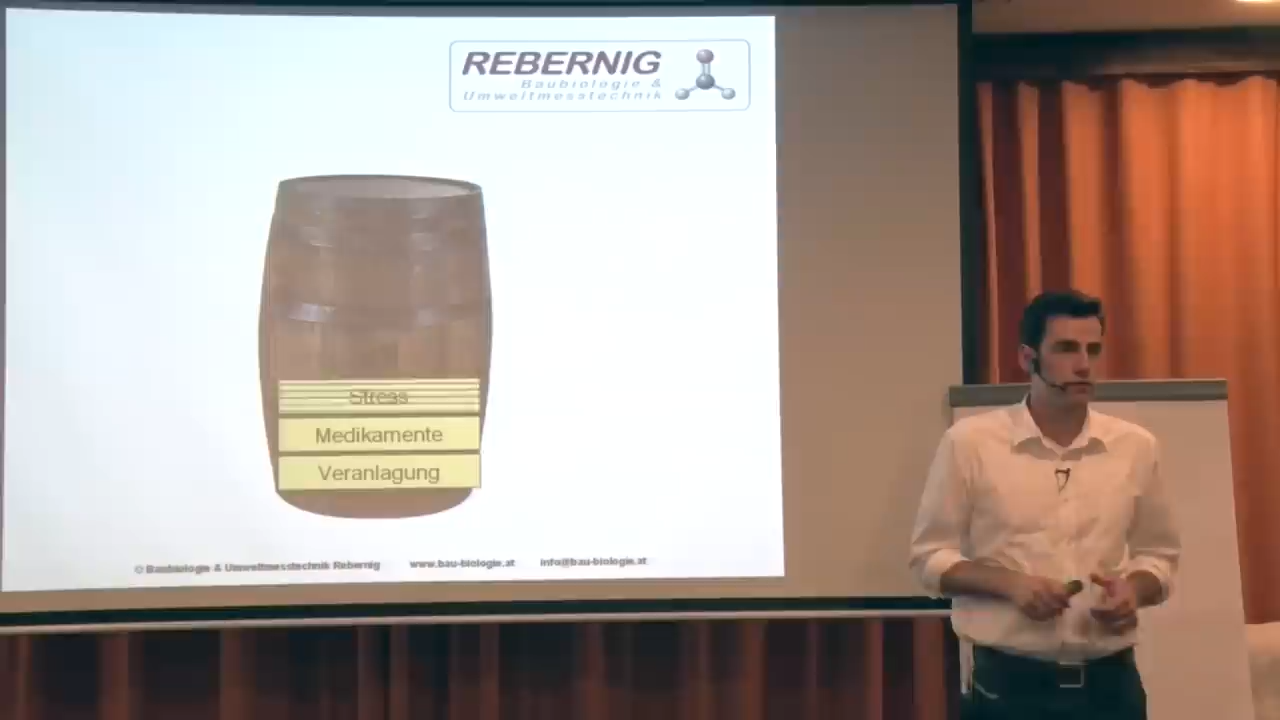 REBERNIG
Baubiologie &
Umweltmesstechnik
Stress
Medikamente
Veranlagung
© Baubiologie & Umweltmesstechnik Rebernig www.bau-biologie.at info@bau-biologie.at